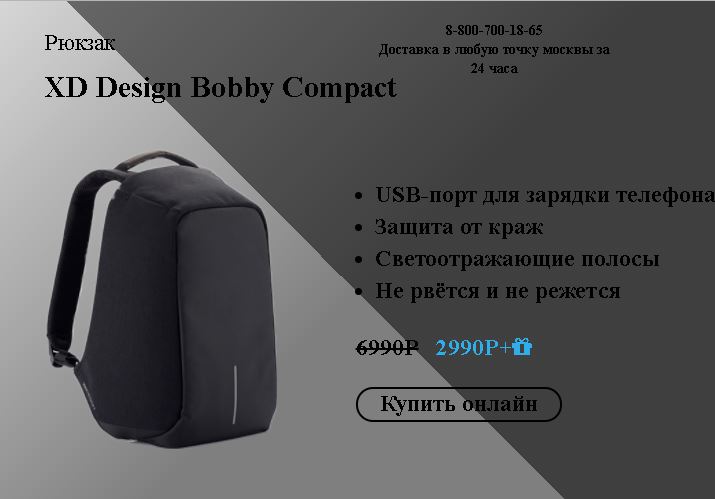 8-800-700-18-65
Доставка в любую точку москвы за
24 часа
Рюкзак
XD Design Bobby Compact
USB-порт для зарядки телефона
Защита от краж
Светоотражающие полосы
Не рвётся и не режется
6990Р 2990Р+
Купить онлайн